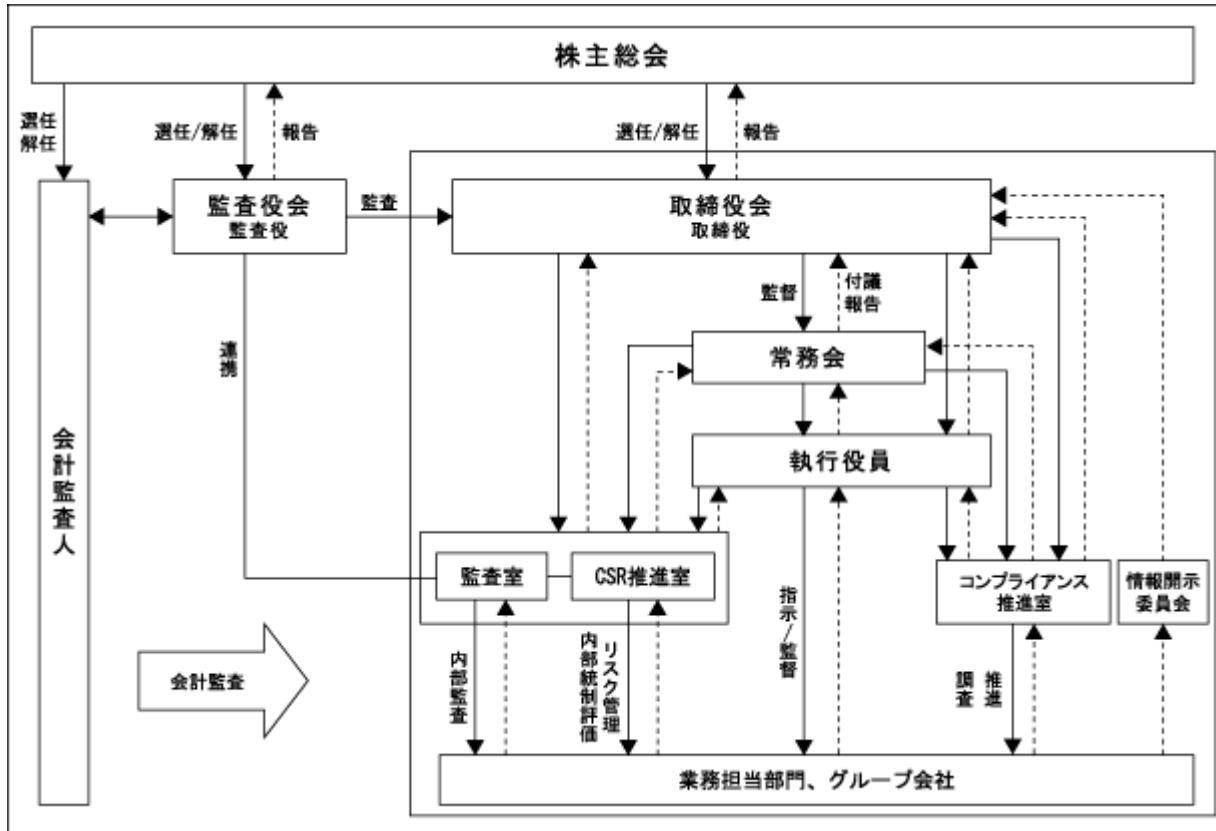 株主総会
選任
解任
選任/解任
報告
選任/解任
報告
監査役会
監査役
監査
取締役会
取締役
監督
付議
報告
連携
常務会
会計監査人
執行役員
監査室
CSR推進室
コンプライアンス
推進室
情報開示
委員会
会計監査
内部監査
リスク管理
内部統制評価
指示/監督
推進
調査
業務担当部門、グループ会社